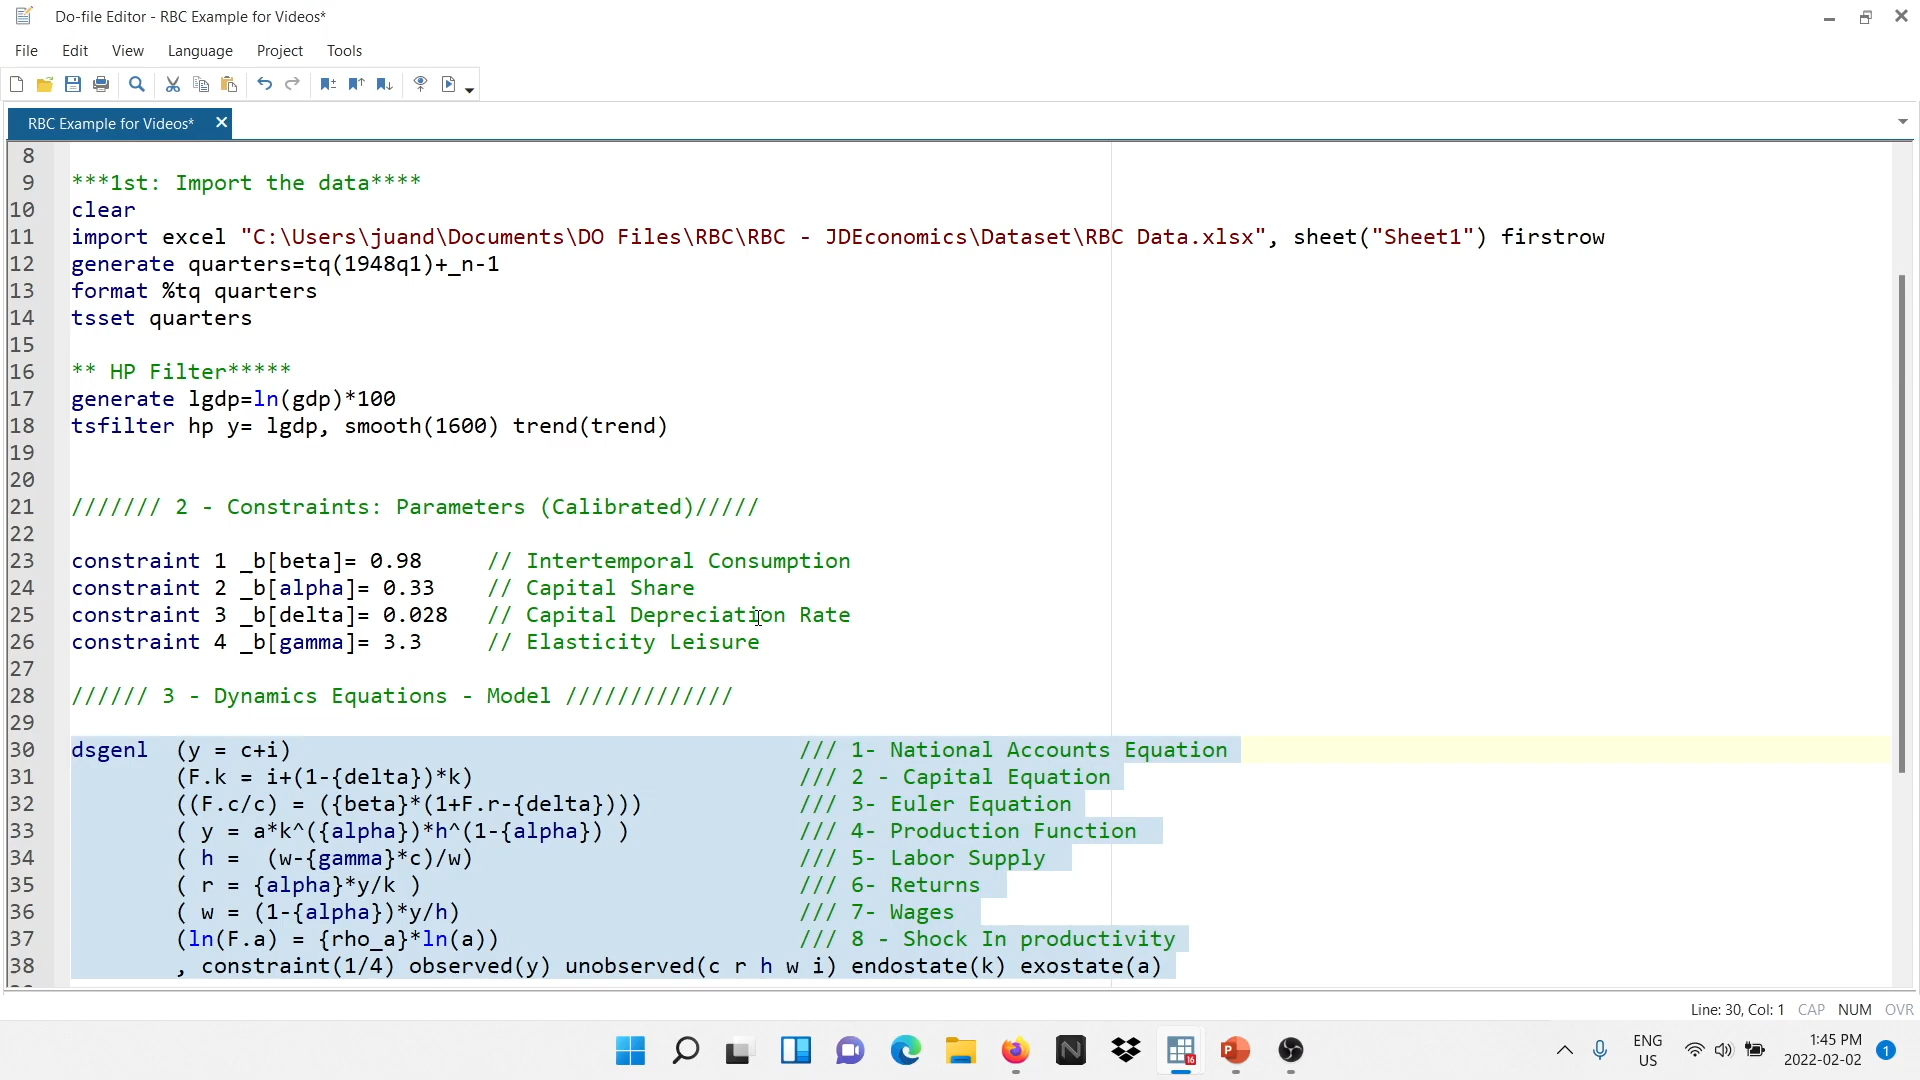 Do-file Editor - RBC Example for Videos*
File Edit View Language Project Tools
RBC Example for Videos*
8
9 ***1st: Import the data****
10 clear
11 import excel "C:\Users\juand\Documents\DO Files\RBC\RBC - JDEconomics\Dataset\RBC Data.xlsx", sheet("Sheet1") firstrow
12 generate quarters=tq(1948q1)+_n-1
13 format %tq quarters
14 tsset quarters
15
16 ** HP Filter*****
17 generate lgdp=ln(gdp)*100
18 tsfilter hp y= lgdp, smooth(1600) trend(trend)
19
20
21 /////// 2 - Constraints: Parameters (Calibrated)/////
22
23 constraint 1 _b[beta]= 0.98 // Intertemporal Consumption
24 constraint 2 _b[alpha]= 0.33 // Capital Share
25 constraint 3 _b[delta]= 0.028 // Capital Depreciation Rate
26 constraint 4 _b[gamma]= 3.3 // Elasticity Leisure
27
28 ////// 3 - Dynamics Equations - Model /////////////
29
30 dsgenl (y = c+i) /// 1- National Accounts Equation
31 (F.k = i+(1-{delta})*k) /// 2 - Capital Equation
32 ((F.c/c) = ({beta}*(1+F.r-{delta}))) /// 3- Euler Equation
33 ( y = a*k^({alpha})*h^(1-{alpha}) ) /// 4- Production Function
34 ( h = (w-{gamma}*c)/w) /// 5- Labor Supply
35 ( r = {alpha}*y/k ) /// 6- Returns
36 ( w = (1-{alpha})*y/h) /// 7- Wages
37 (ln(F.a) = {rho_a}*ln(a)) /// 8 - Shock In productivity
38 , constraint(1/4) observed(y) unobserved(c r h w i) endostate(k) exostate(a)
Line: 30, Col: 1 CAP NUM OVR
16
ENG
US
1:45 PM
2022-02-02
1